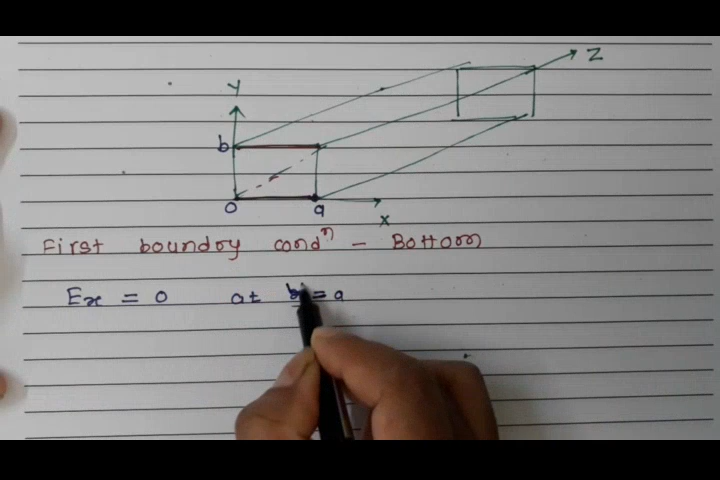 Y
Z
b
0 a
X
First boundry condⁿ - Bottom
Ex = 0 at = a